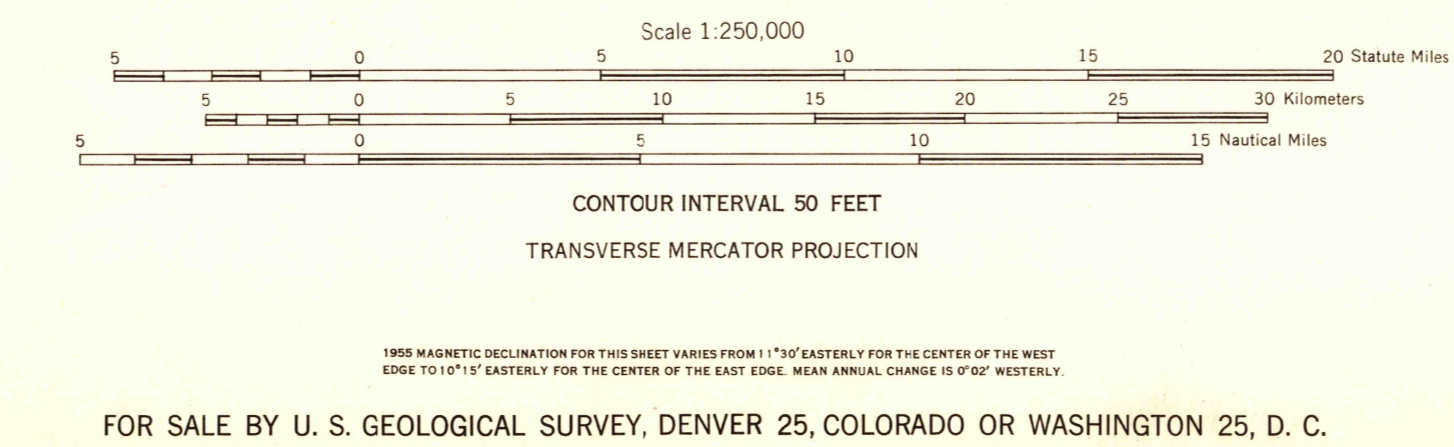 Scale 1:250,000
5 0 5 10 15 20 Statute Miles
5 0 5 10 15 20 25 30 Kilometers
5 0 5 10 15 Nautical Miles
CONTOUR INTERVAL 50 FEET
TRANSVERSE MERCATOR PROJECTION
1955 MAGNETIC DECLINATION FOR THIS SHEET VARIES FROM 11°30′ EASTERLY FOR THE CENTER OF THE WEST
EDGE TO 10°15′ EASTERLY FOR THE CENTER OF THE EAST EDGE. MEAN ANNUAL CHANGE IS 0°02′ WESTERLY.
FOR SALE BY U. S. GEOLOGICAL SURVEY, DENVER 25, COLORADO OR WASHINGTON 25, D. C.